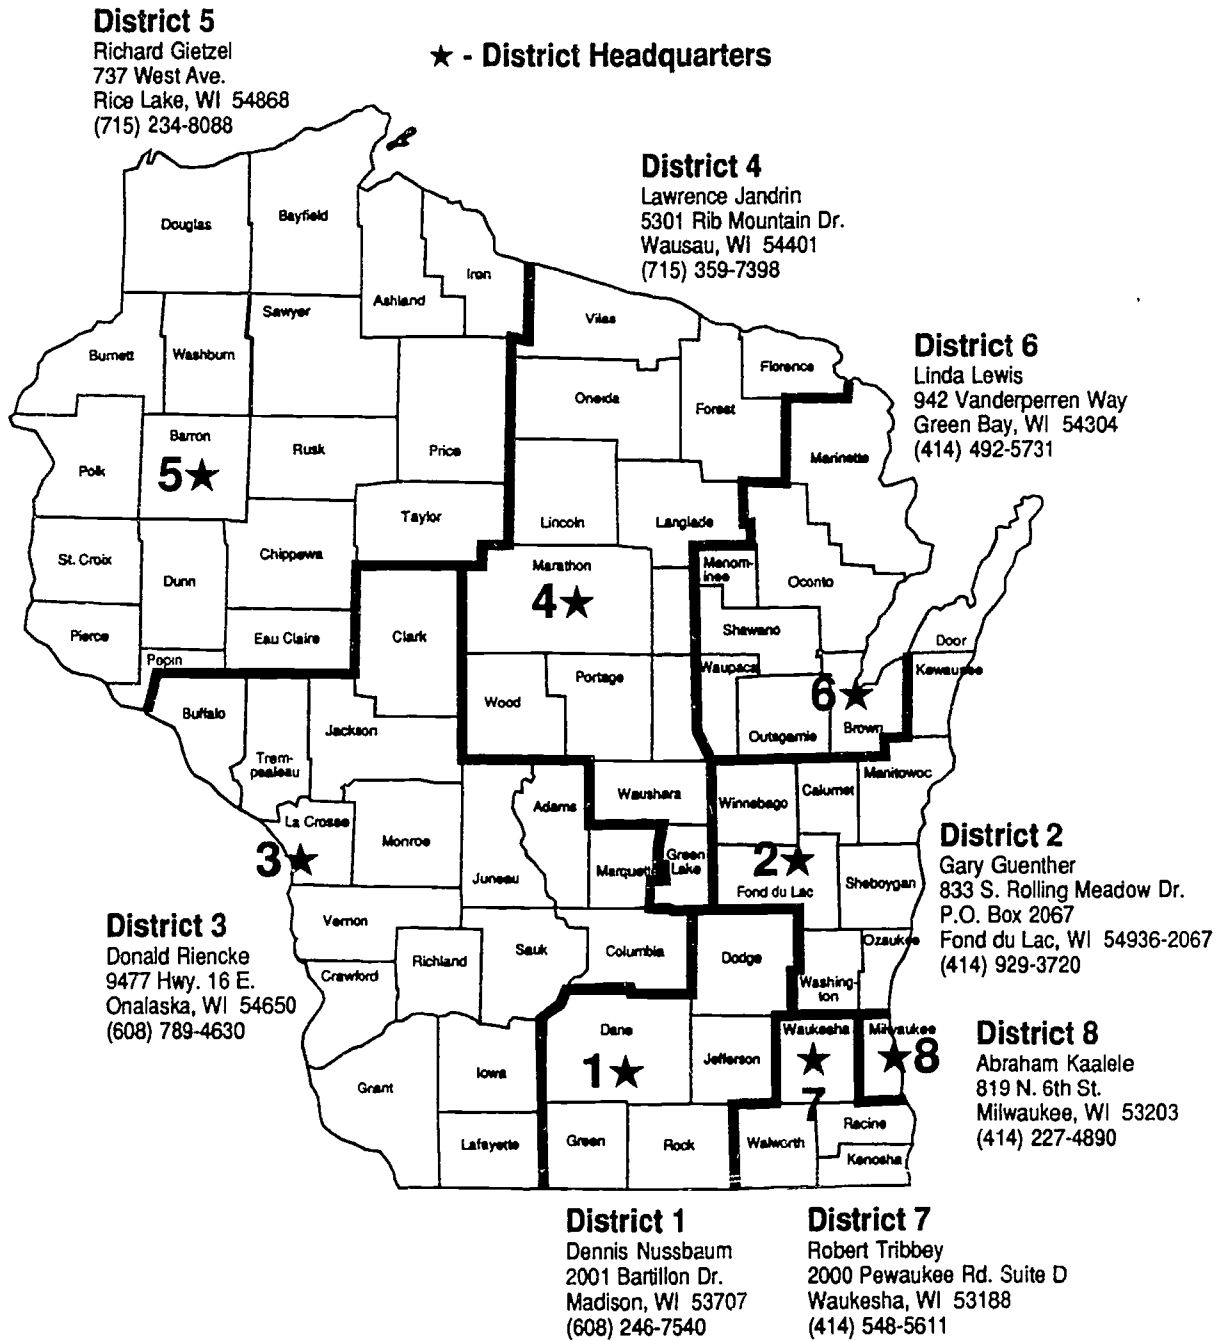 District 5
Richard Gietzel
737 West Ave.
Rice Lake, WI 54868
(715) 234-8088
★ - District Headquarters
District 4
Lawrence Jandrin
5301 Rib Mountain Dr.
Wausau, WI 54401
(715) 359-7398
District 6
Linda Lewis
942 Vanderperren Way
Green Bay, WI 54304
(414) 492-5731
Douglas
Bayfield
Iron
Ashland
Sawyer
Vilas
Burnett
Washburn
Florence
Oneida
Forest
Barron
Rusk
Price
Polk
5
Marinette
Taylor
Lincoln
Langlade
St. Croix
Dunn
Chippewa
Marathon
4
Menom-
inee
Oconto
Pierce
Eau Claire
Clark
Shawano
Door
Pepin
Waupaca
Kewaunee
Buffalo
Wood
Portage
6
Brown
Jackson
Outagamie
Trem-
pealeau
Manitowoc
Adams
Waushara
Winnebago
Calumet
La Crosse
Monroe
3
Juneau
Marquette
Green
Lake
2
Fond du Lac
Sheboygan
District 2
Gary Guenther
833 S. Rolling Meadow Dr.
P.O. Box 2067
Fond du Lac, WI 54936-2067
(414) 929-3720
District 3
Donald Riencke
9477 Hwy. 16 E.
Onalaska, WI 54650
(608) 789-4630
Vernon
Crawford
Richland
Sauk
Columbia
Dodge
Ozaukee
Washing-
ton
Dane
1
Jefferson
Waukesha
7
Milwaukee
8
Grant
Iowa
Lafayette
Green
Rock
Walworth
Racine
Kenosha
District 8
Abraham Kaalele
819 N. 6th St.
Milwaukee, WI 53203
(414) 227-4890
District 1
Dennis Nussbaum
2001 Bartillon Dr.
Madison, WI 53707
(608) 246-7540
District 7
Robert Tribbey
2000 Pewaukee Rd. Suite D
Waukesha, WI 53188
(414) 548-5611